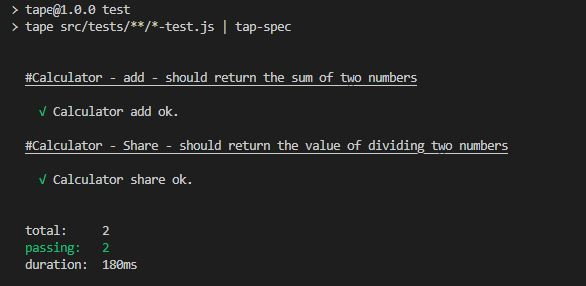 > tape@1.0.0 test
> tape src/tests/**/*-test.js | tap-spec
#Calculator - add - should return the sum of two numbers
√ Calculator add ok.
#Calculator - Share - should return the value of dividing two numbers
√ Calculator share ok.
total: 2
passing: 2
duration: 180ms